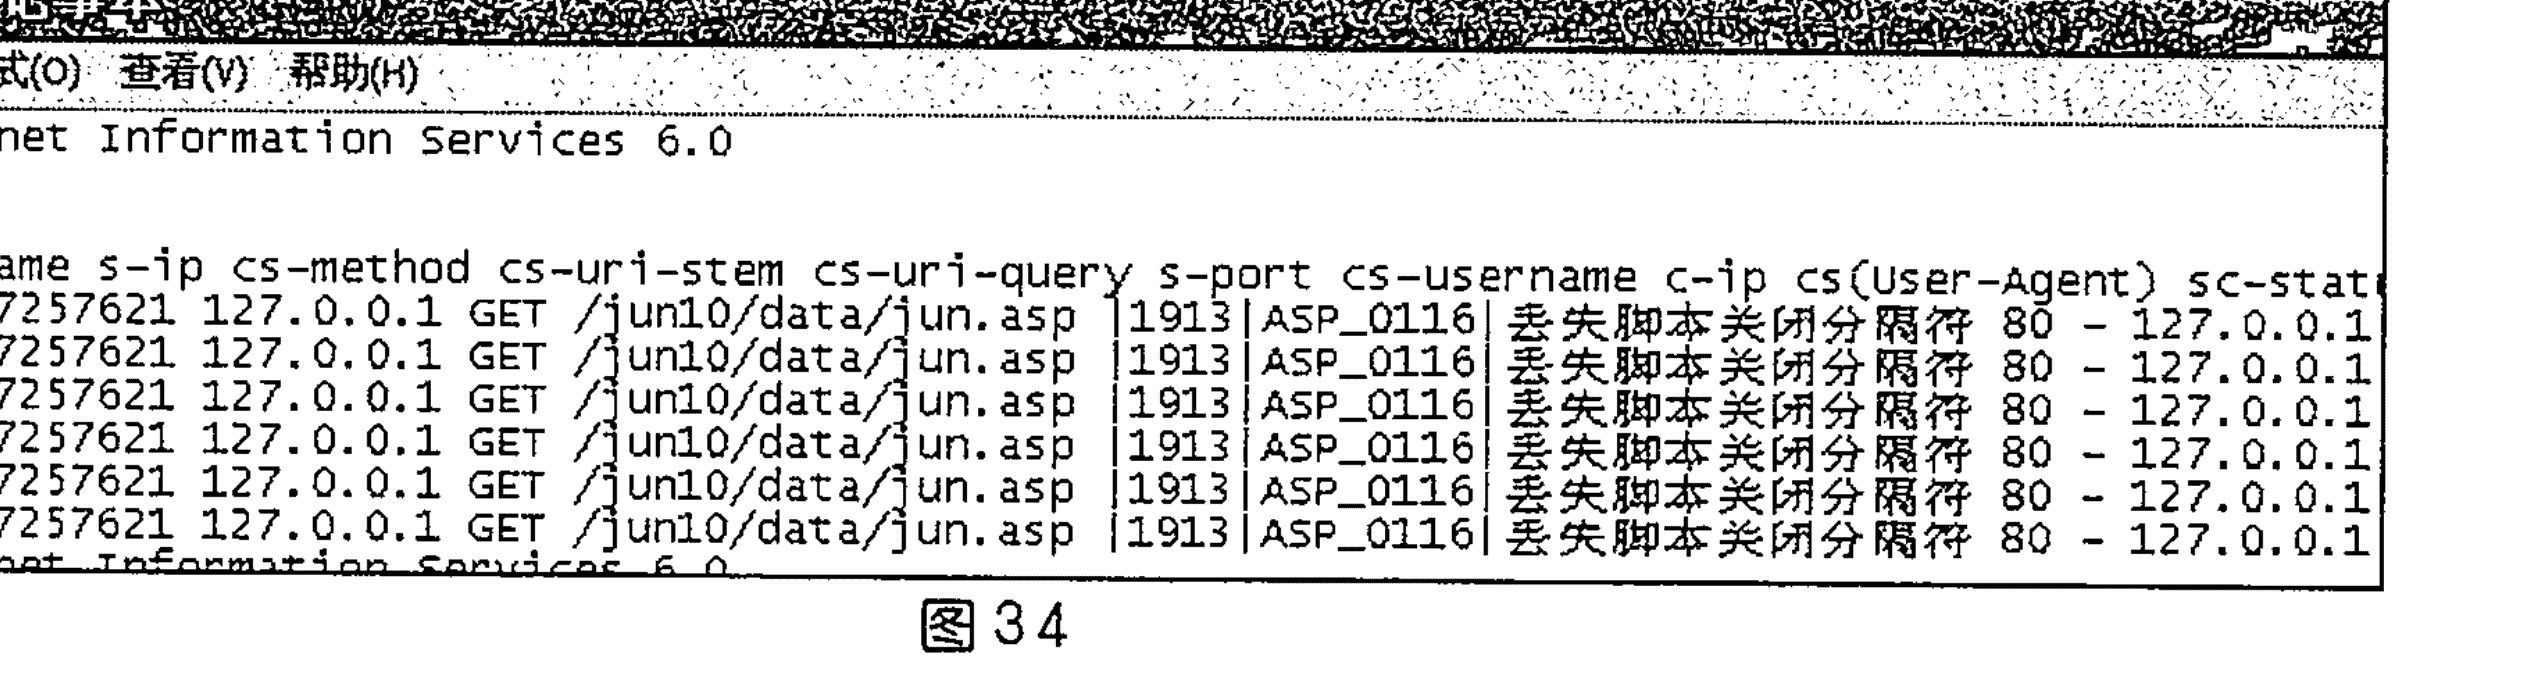 记事本
式(O) 查看(V) 帮助(H)
net Information Services 6.0
ame s-ip cs-method cs-uri-stem cs-uri-query s-port cs-username c-ip cs(User-Agent) sc-stat
7257621 127.0.0.1 GET /jun10/data/jun.asp |1913|ASP_0116|丢失脚本关闭分隔符 80 - 127.0.0.1
7257621 127.0.0.1 GET /jun10/data/jun.asp |1913|ASP_0116|丢失脚本关闭分隔符 80 - 127.0.0.1
7257621 127.0.0.1 GET /jun10/data/jun.asp |1913|ASP_0116|丢失脚本关闭分隔符 80 - 127.0.0.1
7257621 127.0.0.1 GET /jun10/data/jun.asp |1913|ASP_0116|丢失脚本关闭分隔符 80 - 127.0.0.1
7257621 127.0.0.1 GET /jun10/data/jun.asp |1913|ASP_0116|丢失脚本关闭分隔符 80 - 127.0.0.1
7257621 127.0.0.1 GET /jun10/data/jun.asp |1913|ASP_0116|丢失脚本关闭分隔符 80 - 127.0.0.1
net Information Services 6.0
图34